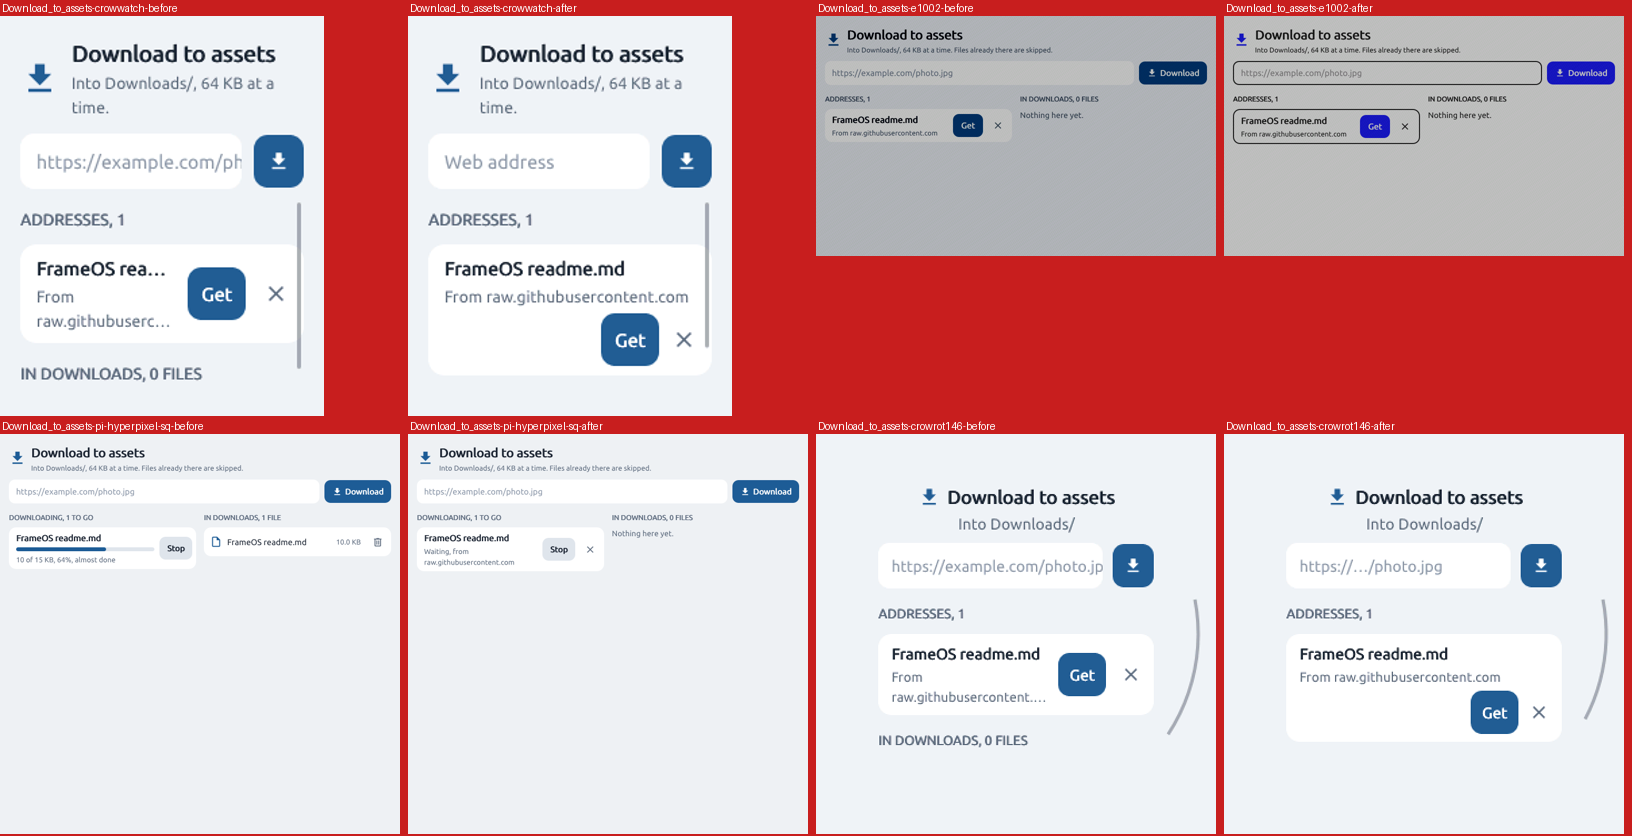 Download_to_assets-crowwatch-before
Download to assets
Into Downloads/, 64 KB at a
time.
https://example.com/ph
ADDRESSES, 1
FrameOS rea…
From
raw.githubuserc…
Get
IN DOWNLOADS, 0 FILES
Download_to_assets-crowwatch-after
Download to assets
Into Downloads/, 64 KB at a
time.
Web address
ADDRESSES, 1
FrameOS readme.md
From raw.githubusercontent.com
Get
Download_to_assets-e1002-before
Download to assets
Into Downloads/, 64 KB at a time. Files already there are skipped.
https://example.com/photo.jpg
Download
ADDRESSES, 1
FrameOS readme.md
From raw.githubusercontent.com
Get
IN DOWNLOADS, 0 FILES
Nothing here yet.
Download_to_assets-e1002-after
Download to assets
Into Downloads/, 64 KB at a time. Files already there are skipped.
https://example.com/photo.jpg
Download
ADDRESSES, 1
FrameOS readme.md
From raw.githubusercontent.com
Get
IN DOWNLOADS, 0 FILES
Nothing here yet.
Download_to_assets-pi-hyperpixel-sq-before
Download to assets
Into Downloads/, 64 KB at a time. Files already there are skipped.
https://example.com/photo.jpg
Download
DOWNLOADING, 1 TO GO
FrameOS readme.md
10 of 15 KB, 64%, almost done
Stop
IN DOWNLOADS, 1 FILE
FrameOS readme.md
10.0 KB
Download_to_assets-pi-hyperpixel-sq-after
Download to assets
Into Downloads/, 64 KB at a time. Files already there are skipped.
https://example.com/photo.jpg
Download
DOWNLOADING, 1 TO GO
FrameOS readme.md
Waiting, from
raw.githubusercontent.com
Stop
IN DOWNLOADS, 0 FILES
Nothing here yet.
Download_to_assets-crowrot146-before
Download to assets
Into Downloads/
https://example.com/photo.jp
ADDRESSES, 1
FrameOS readme.md
From
raw.githubusercontent.…
Get
IN DOWNLOADS, 0 FILES
Download_to_assets-crowrot146-after
Download to assets
Into Downloads/
https://…/photo.jpg
ADDRESSES, 1
FrameOS readme.md
From raw.githubusercontent.com
Get